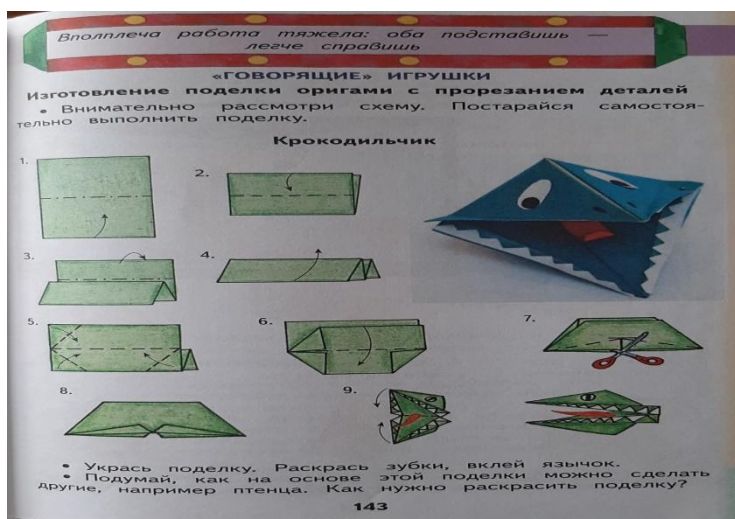 Вполплеча работа тяжела: оба подставишь —
легче справишь
«ГОВОРЯЩИЕ» ИГРУШКИ
Изготовление поделки оригами с прорезанием деталей
• Внимательно рассмотри схему. Постарайся самостоя-
тельно выполнить поделку.
Крокодильчик
1.
2.
3.
4.
5.
6.
7.
8.
9.
• Укрась поделку. Раскрась зубки, вклей язычок.
• Подумай, как на основе этой поделки можно сделать
другие, например птенца. Как нужно раскрасить поделку?
143